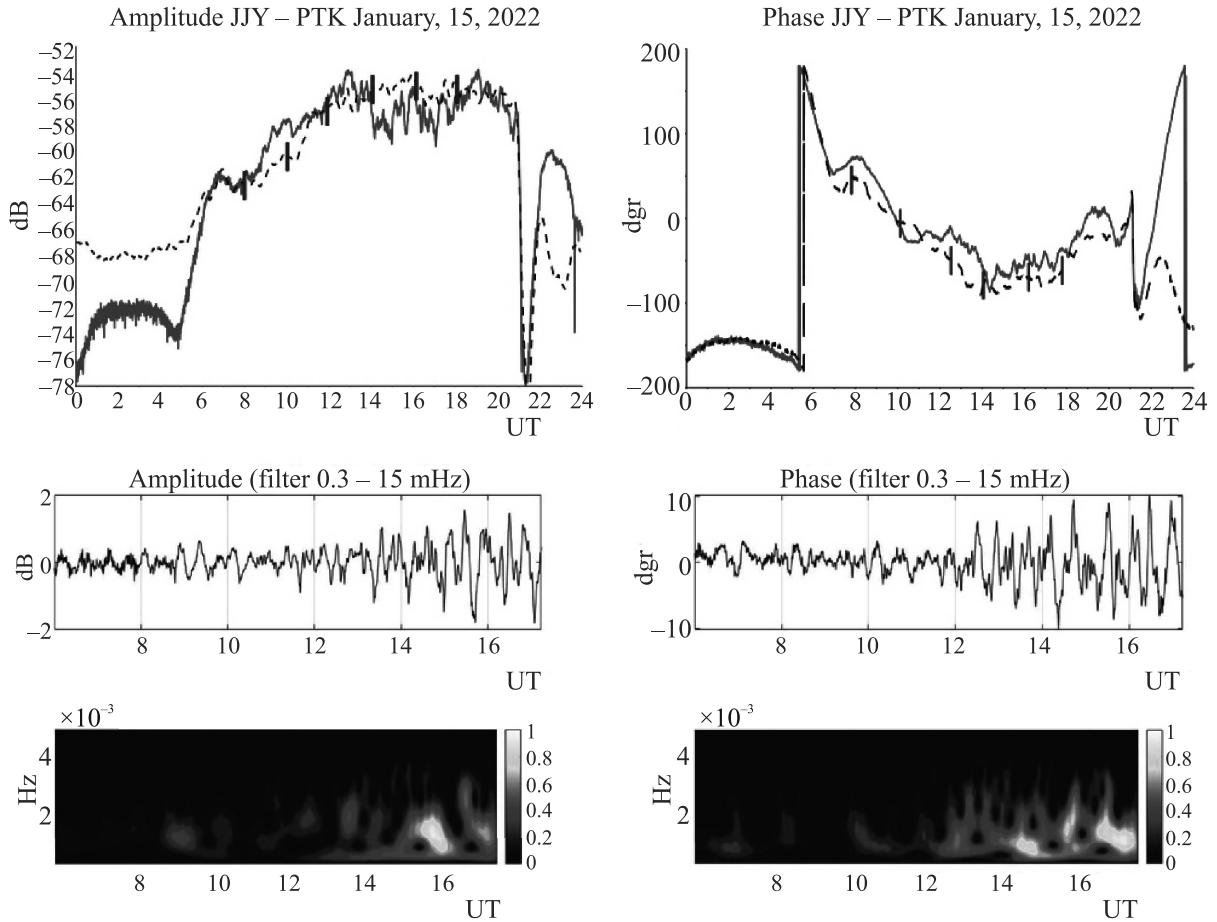 Amplitude JJY – PTK January, 15, 2022
–52
–54
–56
–58
–60
–62
–64
–66
–68
–70
–72
–74
–76
–78
dB
0 2 4 6 8 10 12 14 16 18 20 22 24
UT
Phase JJY – PTK January, 15, 2022
200
100
0
–100
–200
dgr
0 2 4 6 8 10 12 14 16 18 20 22 24
UT
Amplitude (filter 0.3 – 15 mHz)
2
0
–2
dB
8 10 12 14 16
UT
Phase (filter 0.3 – 15 mHz)
10
0
–10
dgr
8 10 12 14 16
UT
×10⁻³
4
2
Hz
8 10 12 14 16
UT
1
0.8
0.6
0.4
0.2
0
×10⁻³
4
2
Hz
8 10 12 14 16
UT
1
0.8
0.6
0.4
0.2
0